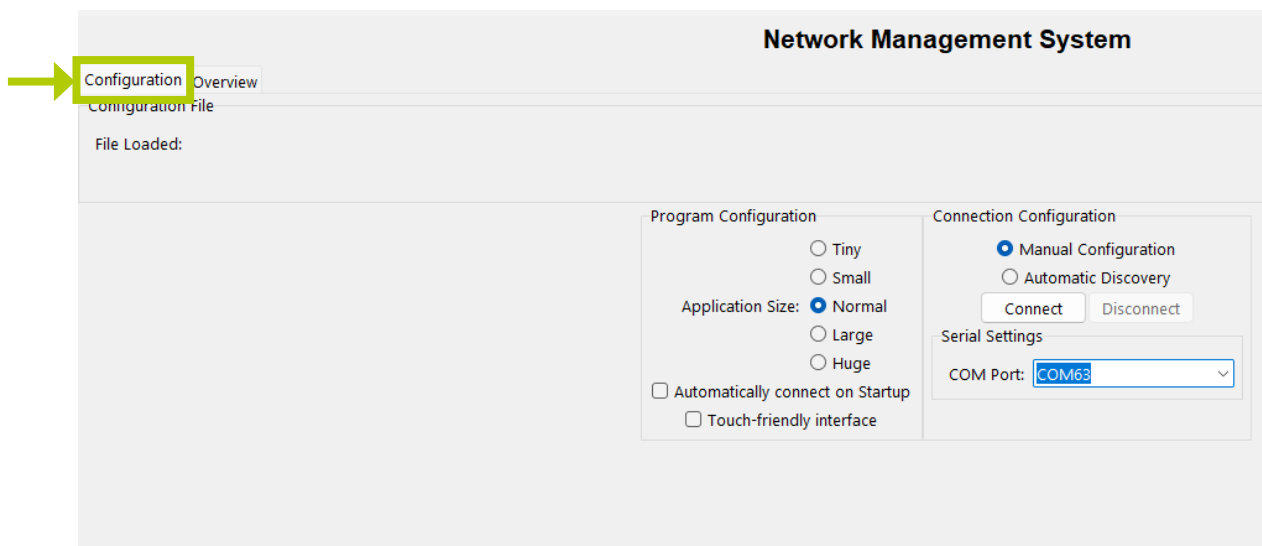 Network Management System
Configuration Overview
Configuration File
File Loaded:
Program Configuration
Tiny
Small
Application Size: Normal
Large
Huge
Automatically connect on Startup
Touch-friendly interface
Connection Configuration
Manual Configuration
Automatic Discovery
Connect Disconnect
Serial Settings
COM Port: COM63